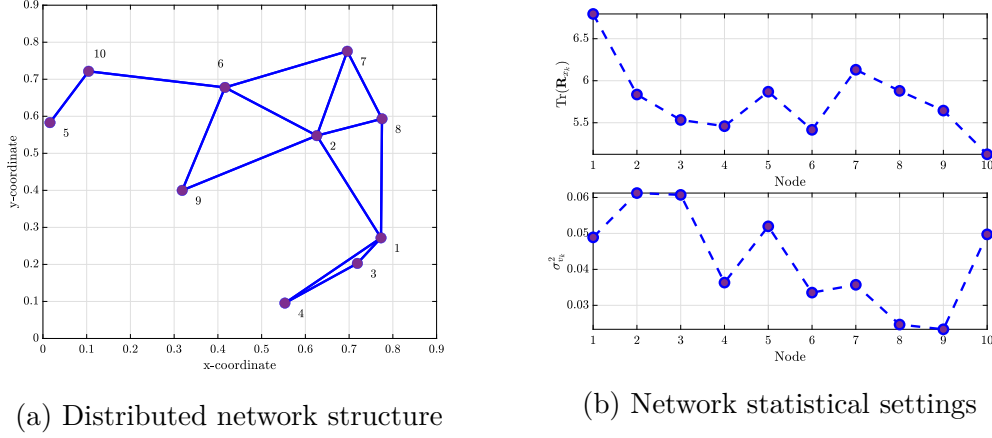 0.9
0.8
0.7
0.6
0.5
0.4
0.3
0.2
0.1
0
y-coordinate
10
6
7
5
8
2
9
1
3
4
0 0.1 0.2 0.3 0.4 0.5 0.6 0.7 0.8 0.9
x-coordinate
(a) Distributed network structure
6.5
6
5.5
Tr(𝐑_{x_k})
1 2 3 4 5 6 7 8 9 10
Node
0.06
0.05
0.04
0.03
σ²_{v_k}
1 2 3 4 5 6 7 8 9 10
Node
(b) Network statistical settings